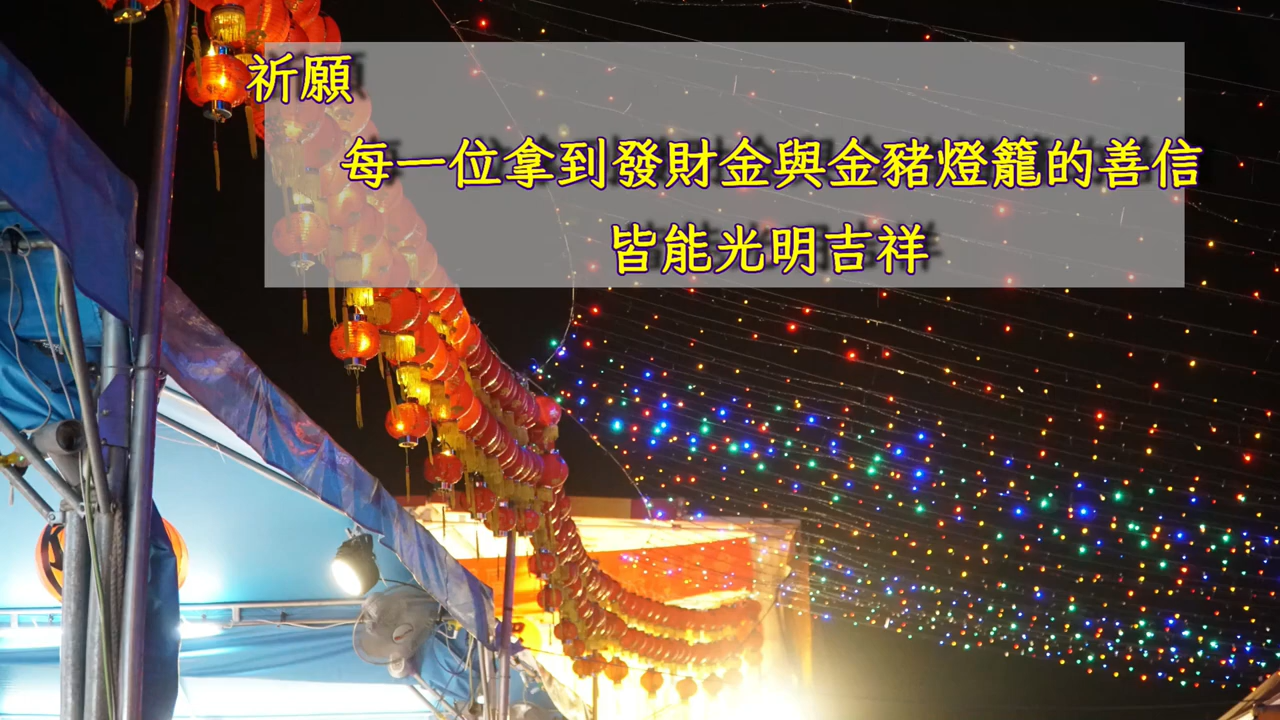 祈願
每一位拿到發財金與金豬燈籠的善信
皆能光明吉祥